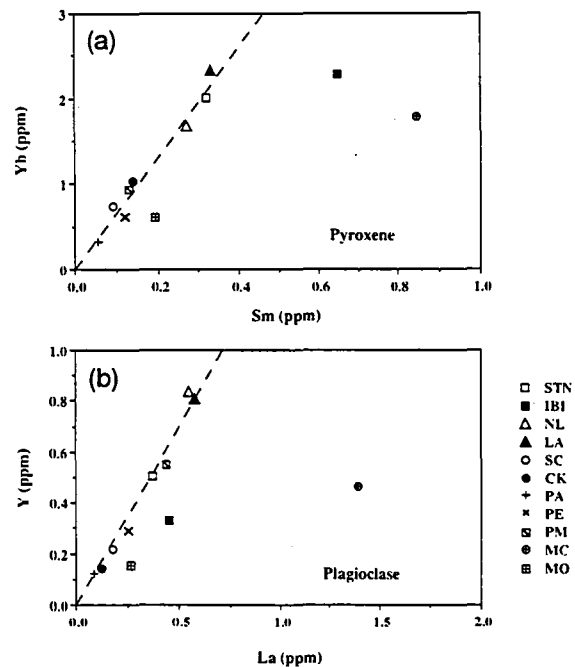 (a)
3
2
1
0
Yb (ppm)
Pyroxene
0.0 0.2 0.4 0.6 0.8 1.0
Sm (ppm)
(b)
1.0
0.8
0.6
0.4
0.2
0.0
Y (ppm)
Plagioclase
0.0 0.5 1.0 1.5 2.0
La (ppm)
STN
IBI
NL
LA
SC
CK
PA
PE
PM
MC
MO